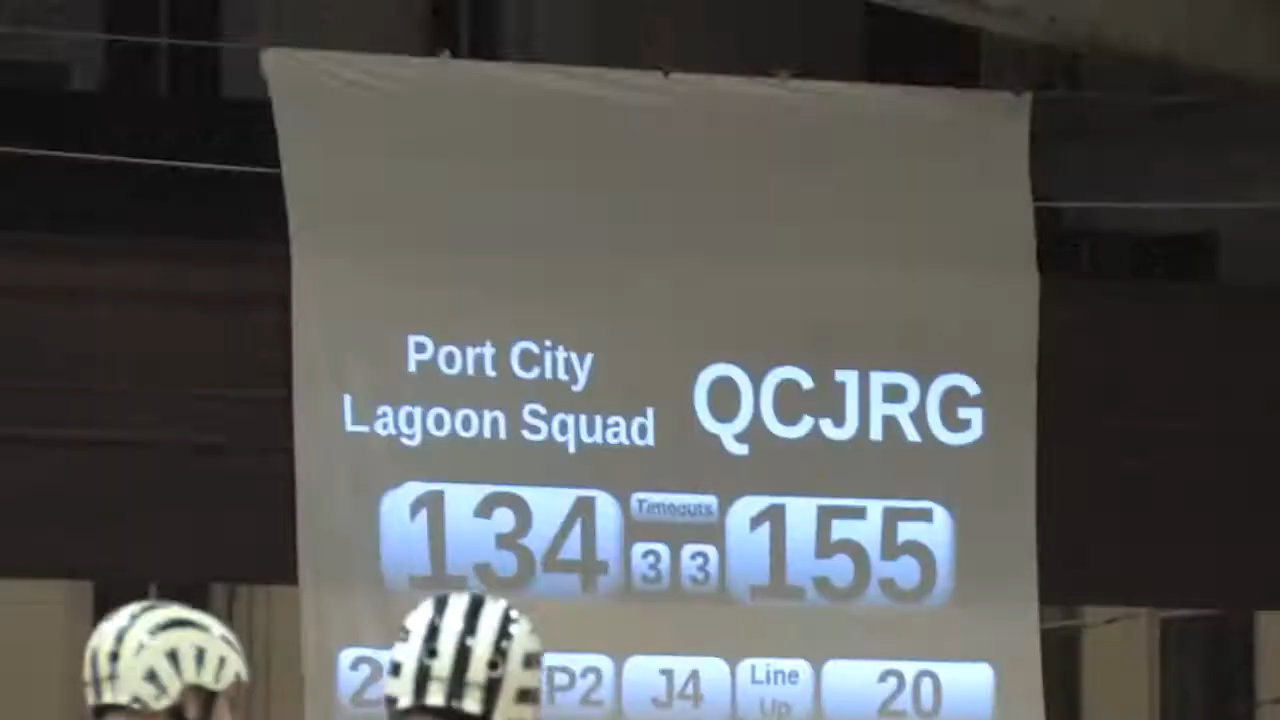 Port City
Lagoon Squad
QCJRG
134
Timeouts
3 3
155
P2
J4
Line
Up
20